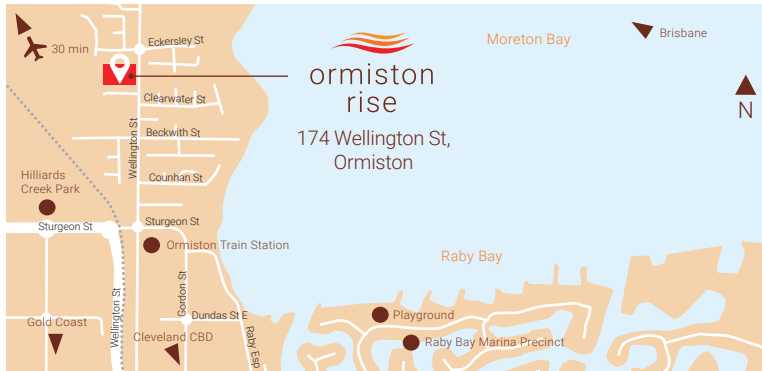 30 min
Eckersley St
Moreton Bay
Brisbane
ormiston
rise
N
Clearwater St
Beckwith St
Wellington St
174 Wellington St,
Ormiston
Hilliards
Creek Park
Counhan St
Sturgeon St
Sturgeon St
Ormiston Train Station
Raby Bay
Gordon St
Wellington St
Dundas St E
Playground
Gold Coast
Cleveland CBD
Raby Esp
Raby Bay Marina Precinct